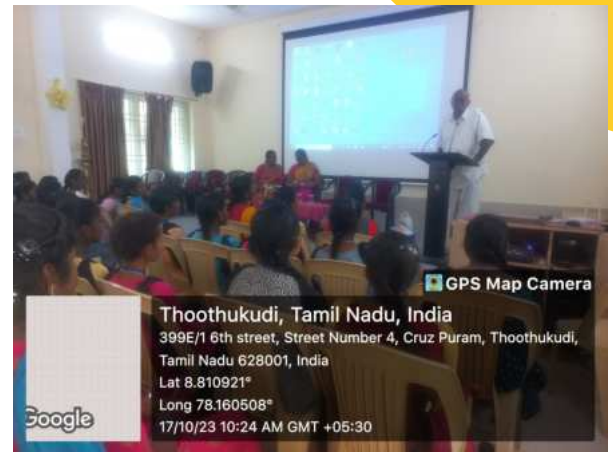 GPS Map Camera
Thoothukudi, Tamil Nadu, India
399E/1 6th street, Street Number 4, Cruz Puram, Thoothukudi,
Tamil Nadu 628001, India
Lat 8.810921°
Long 78.160508°
17/10/23 10:24 AM GMT +05:30
Google